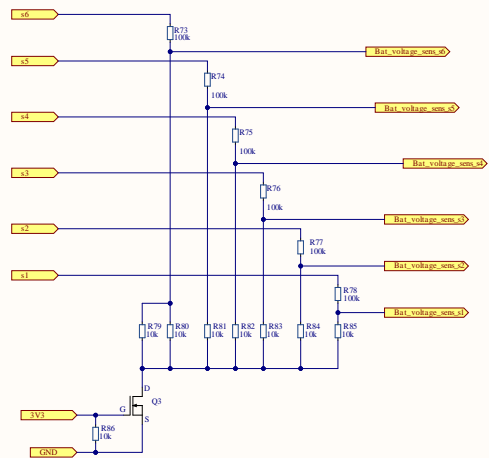 s6
R73
100k
Bat_voltage_sens_s6
s5
R74
100k
Bat_voltage_sens_s5
s4
R75
100k
Bat_voltage_sens_s4
s3
R76
100k
Bat_voltage_sens_s3
s2
R77
100k
Bat_voltage_sens_s2
s1
R78
100k
Bat_voltage_sens_s1
R79
10k
R80
10k
R81
10k
R82
10k
R83
10k
R84
10k
R85
10k
D
Q3
G
S
3V3
R86
10k
GND